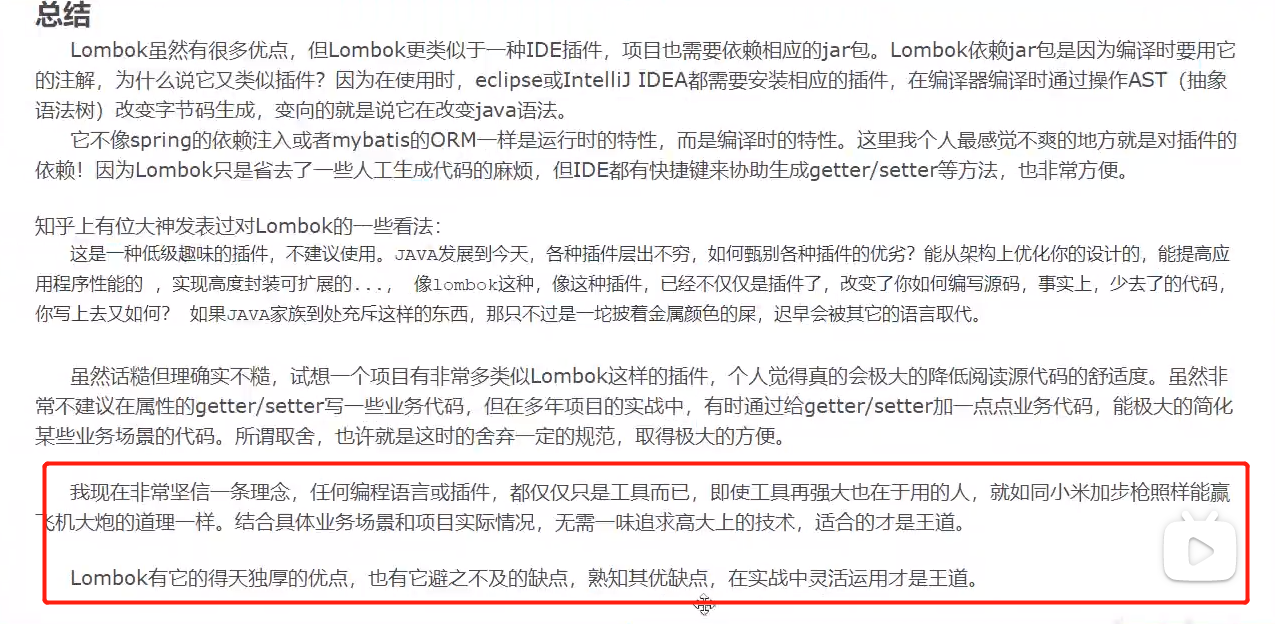 总结
Lombok虽然有很多优点，但Lombok更类似于一种IDE插件，项目也需要依赖相应的jar包。Lombok依赖jar包是因为编译时要用它
的注解，为什么说它又类似插件？因为在使用时，eclipse或IntelliJ IDEA都需要安装相应的插件，在编译器编译时通过操作AST（抽象
语法树）改变字节码生成，变向的就是说它在改变java语法。
它不像spring的依赖注入或者mybatis的ORM一样是运行时的特性，而是编译时的特性。这里我个人最感觉不爽的地方就是对插件的
依赖！因为Lombok只是省去了一些人工生成代码的麻烦，但IDE都有快捷键来协助生成getter/setter等方法，也非常方便。
知乎上有位大神发表过对Lombok的一些看法：
这是一种低级趣味的插件，不建议使用。JAVA发展到今天，各种插件层出不穷，如何甄别各种插件的优劣？能从架构上优化你的设计的，能提高应
用程序性能的 ，实现高度封装可扩展的...， 像lombok这种，像这种插件，已经不仅仅是插件了，改变了你如何编写源码，事实上，少去了的代码，
你写上去又如何？ 如果JAVA家族到处充斥这样的东西，那只不过是一坨披着金属颜色的屎，迟早会被其它的语言取代。
虽然话糙但理确实不糙，试想一个项目有非常多类似Lombok这样的插件，个人觉得真的会极大的降低阅读源代码的舒适度。虽然非
常不建议在属性的getter/setter写一些业务代码，但在多年项目的实战中，有时通过给getter/setter加一点点业务代码，能极大的简化
某些业务场景的代码。所谓取舍，也许就是这时的舍弃一定的规范，取得极大的方便。
我现在非常坚信一条理念，任何编程语言或插件，都仅仅只是工具而已，即使工具再强大也在于用的人，就如同小米加步枪照样能赢
飞机大炮的道理一样。结合具体业务场景和项目实际情况，无需一味追求高大上的技术，适合的才是王道。
Lombok有它的得天独厚的优点，也有它避之不及的缺点，熟知其优缺点，在实战中灵活运用才是王道。